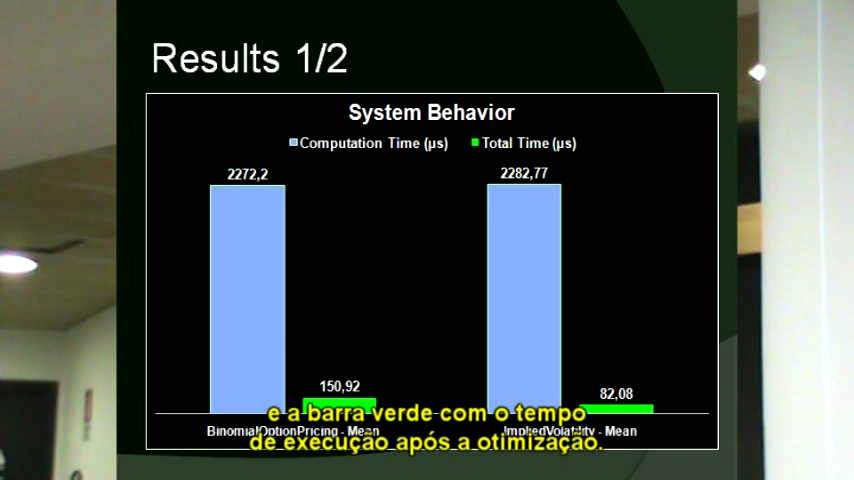 Results 1/2
System Behavior
Computation Time (µs) Total Time (µs)
2272,2 2282,77
150,92 82,08
BinomialOptionPricing - Mean ImpliedVolatility - Mean
e a barra verde com o tempo
de execução após a otimização.